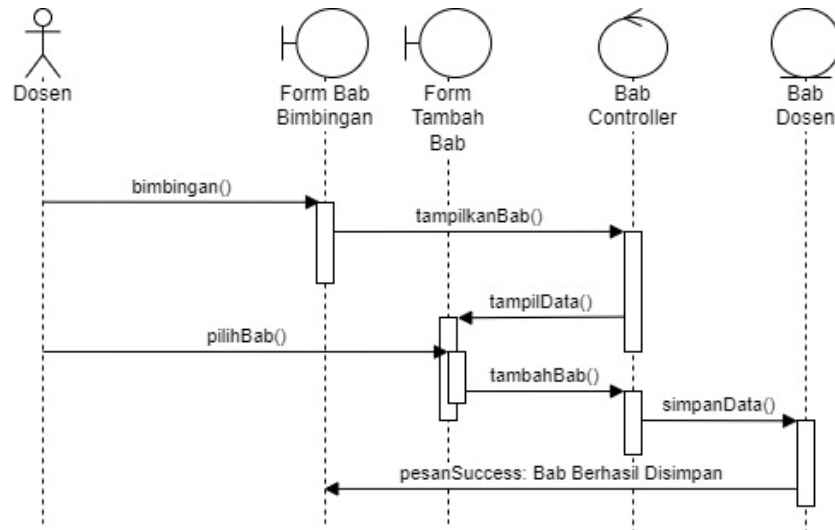 Dosen
Form Bab
Bimbingan
Form
Tambah
Bab
Bab
Controller
Bab
Dosen
bimbingan()
tampilkanBab()
tampilData()
pilihBab()
tambahBab()
simpanData()
pesanSuccess: Bab Berhasil Disimpan